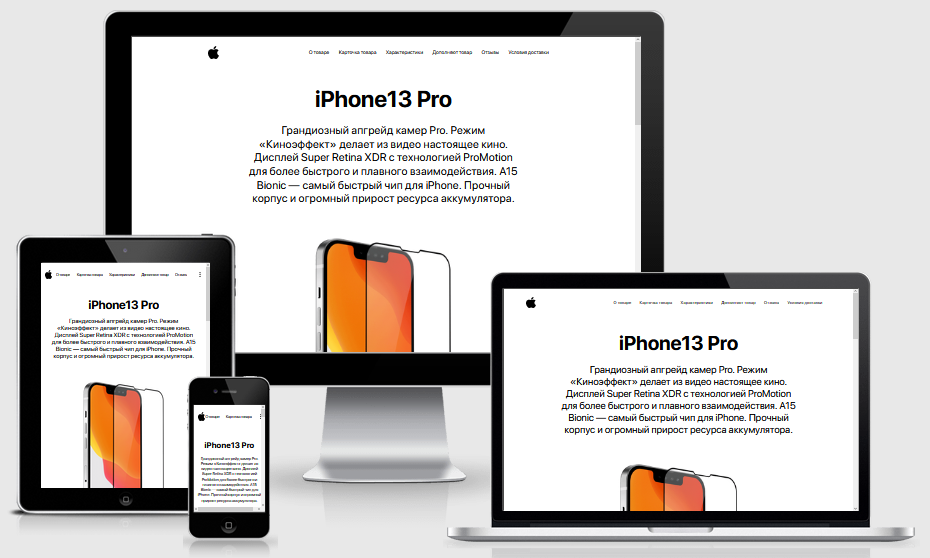 О товаре Карточка товара Характеристики Дополняют товар Отзывы Условия доставки
iPhone13 Pro
Грандиозный апгрейд камер Pro. Режим
«Киноэффект» делает из видео настоящее кино.
Дисплей Super Retina XDR с технологией ProMotion
для более быстрого и плавного взаимодействия. A15
Bionic — самый быстрый чип для iPhone. Прочный
корпус и огромный прирост ресурса аккумулятора.
О товаре Карточка товара Характеристики Дополняют товар Отзывы
iPhone13 Pro
Грандиозный апгрейд камер Pro. Режим
«Киноэффект» делает из видео настоящее кино.
Дисплей Super Retina XDR с технологией ProMotion
для более быстрого и плавного взаимодействия. A15
Bionic — самый быстрый чип для iPhone. Прочный
корпус и огромный прирост ресурса аккумулятора.
О товаре Карточка товара
iPhone13 Pro
Грандиозный апгрейд камер Pro.
Режим «Киноэффект» делает из
видео настоящее кино. Дисплей
Super Retina XDR с технологией
ProMotion для более быстрого и
плавного взаимодействия. A15
Bionic — самый быстрый чип для
iPhone. Прочный корпус и огромный
прирост ресурса аккумулятора.
О товаре Карточка товара Характеристики Дополняют товар Отзывы Условия доставки
iPhone13 Pro
Грандиозный апгрейд камер Pro. Режим
«Киноэффект» делает из видео настоящее кино.
Дисплей Super Retina XDR с технологией ProMotion
для более быстрого и плавного взаимодействия. A15
Bionic — самый быстрый чип для iPhone. Прочный
корпус и огромный прирост ресурса аккумулятора.